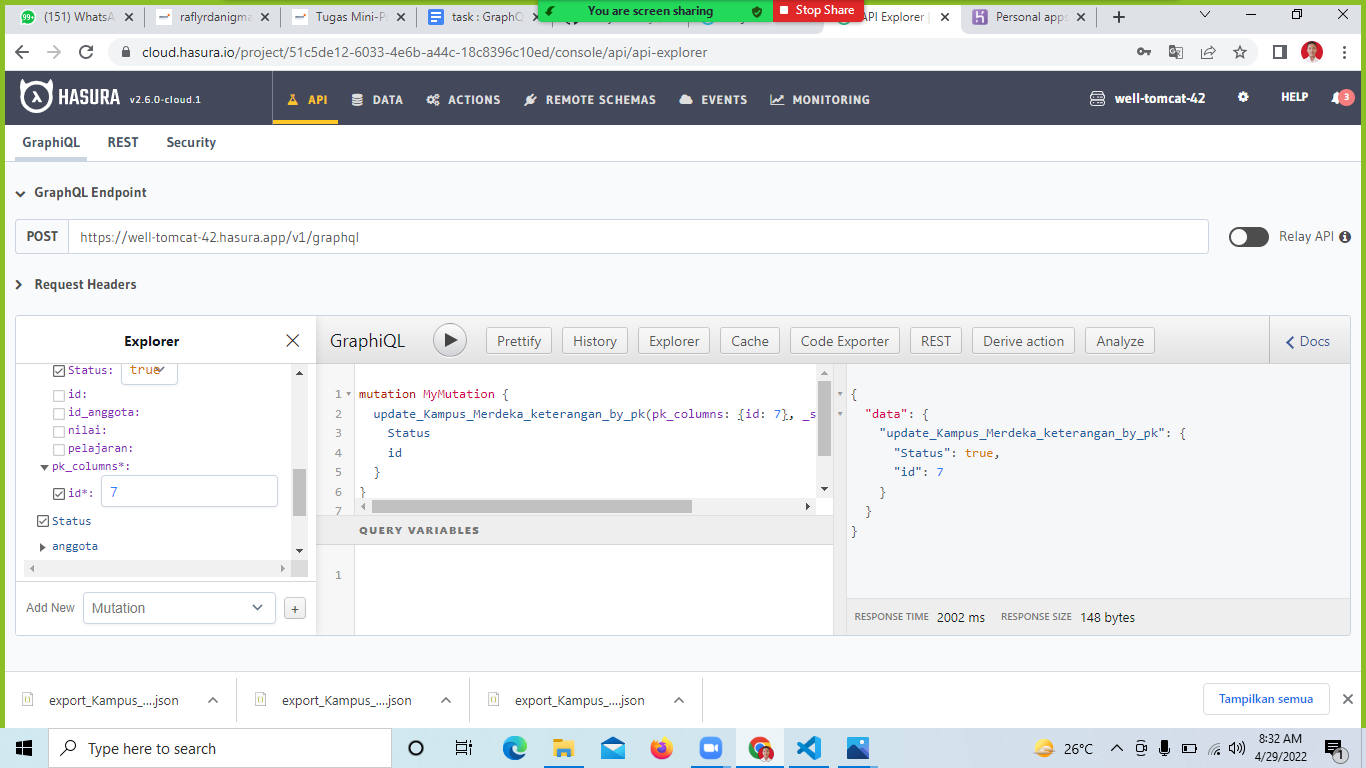 You are screen sharing
Stop Share
(151) WhatsA
raflyrdanigma
Tugas Mini-P
task : GraphQ
API Explorer |
Personal apps
cloud.hasura.io/project/51c5de12-6033-4e6b-a44c-18c8396c10ed/console/api/api-explorer
HASURA v2.6.0-cloud.1
API
DATA
ACTIONS
REMOTE SCHEMAS
EVENTS
MONITORING
well-tomcat-42
HELP
3
GraphiQL
REST
Security
GraphQL Endpoint
POST
https://well-tomcat-42.hasura.app/v1/graphql
Relay API
Request Headers
Explorer
GraphiQL
Prettify
History
Explorer
Cache
Code Exporter
REST
Derive action
Analyze
Docs
Status: true
id:
id_anggota:
nilai:
pelajaran:
pk_columns*:
id*: 7
Status
anggota
Add New
Mutation
+
1 mutation MyMutation {
2 update_Kampus_Merdeka_keterangan_by_pk(pk_columns: {id: 7}, _s
3 Status
4 id
5 }
6 }
7
QUERY VARIABLES
1
{
"data": {
"update_Kampus_Merdeka_keterangan_by_pk": {
"Status": true,
"id": 7
}
}
}
RESPONSE TIME 2002 ms
RESPONSE SIZE 148 bytes
export_Kampus_....json
export_Kampus_....json
export_Kampus_....json
Tampilkan semua
Type here to search
26°C
8:32 AM
4/29/2022
1